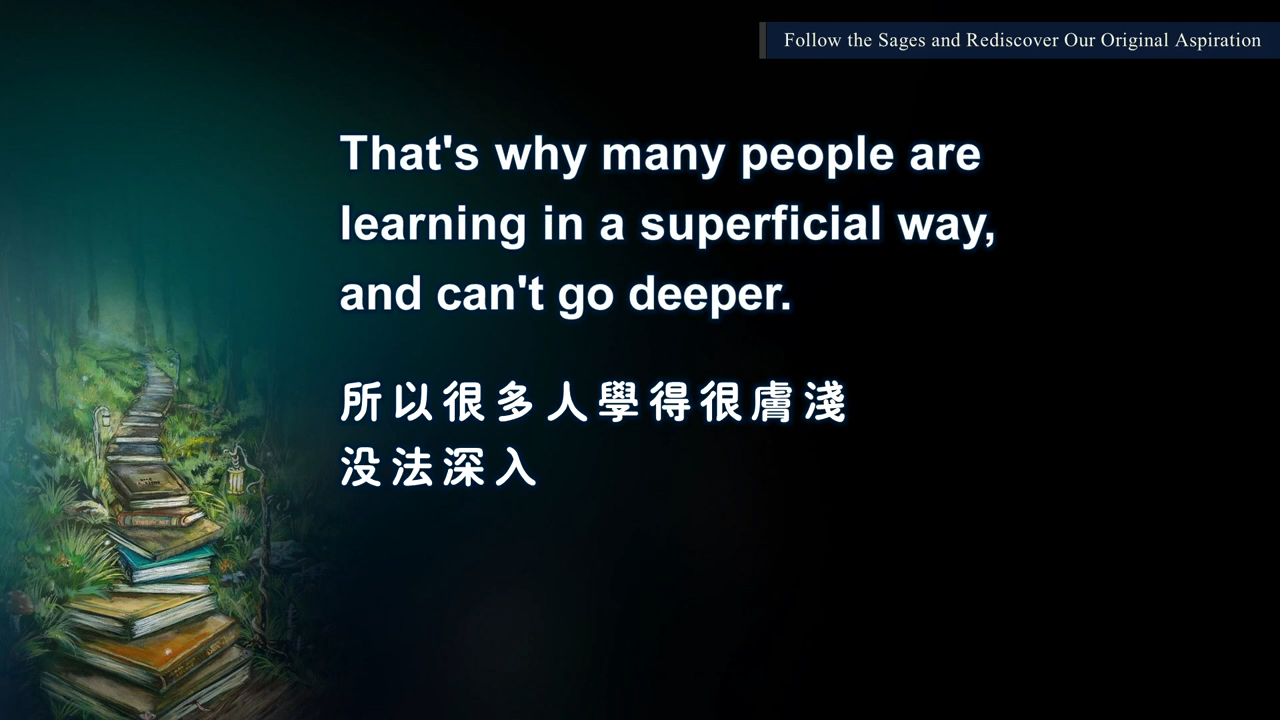 Follow the Sages and Rediscover Our Original Aspiration
That's why many people are
learning in a superficial way,
and can't go deeper.
所以很多人學得很膚淺
没法深入